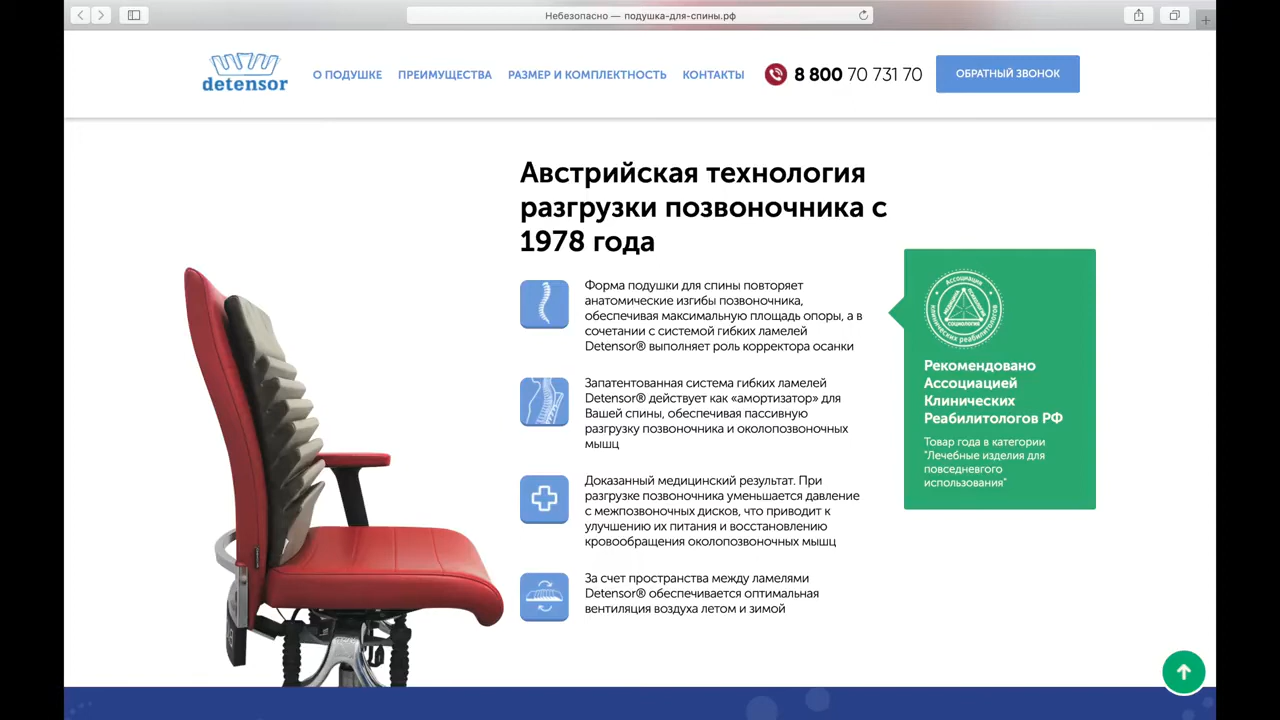 Небезопасно — подушка-для-спины.рф
detensor
О ПОДУШКЕ
ПРЕИМУЩЕСТВА
РАЗМЕР И КОМПЛЕКТНОСТЬ
КОНТАКТЫ
8 800 70 731 70
ОБРАТНЫЙ ЗВОНОК
Австрийская технология
разгрузки позвоночника с
1978 года
Форма подушки для спины повторяет
анатомические изгибы позвоночника,
обеспечивая максимальную площадь опоры, а в
сочетании с системой гибких ламелей
Detensor® выполняет роль корректора осанки
Запатентованная система гибких ламелей
Detensor® действует как «амортизатор» для
Вашей спины, обеспечивая пассивную
разгрузку позвоночника и околопозвоночных
мышц
Доказанный медицинский результат. При
разгрузке позвоночника уменьшается давление
с межпозвоночных дисков, что приводит к
улучшению их питания и восстановлению
кровообращения околопозвоночных мышц
За счет пространства между ламелями
Detensor® обеспечивается оптимальная
вентиляция воздуха летом и зимой
Ассоциация
клинических реабилитологов
социология
Рекомендовано
Ассоциацией
Клинических
Реабилитологов РФ
Товар года в категории
"Лечебные изделия для
повседневого
использования"